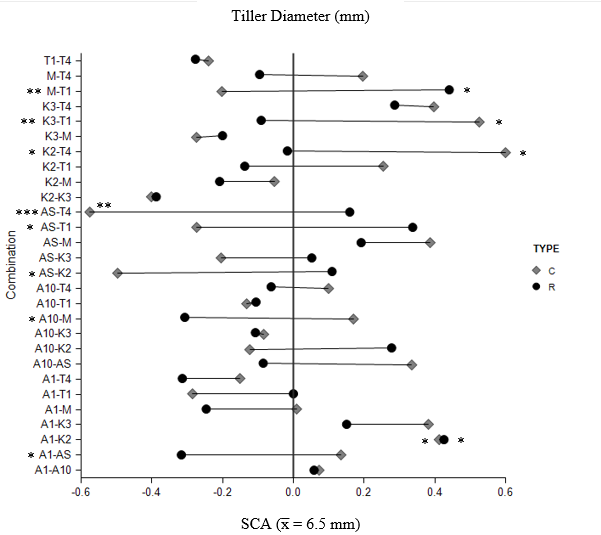 Tiller Diameter (mm)
T1-T4
M-T4
** M-T1 *
K3-T4
** K3-T1 *
K3-M
* K2-T4 *
K2-T1
K2-M
K2-K3
**
*** AS-T4
* AS-T1
AS-M
AS-K3
* AS-K2
A10-T4
A10-T1
* A10-M
A10-K3
A10-K2
A10-AS
A1-T4
A1-T1
A1-M
A1-K3
A1-K2 * *
* A1-AS
A1-A10
Combination
TYPE
C
R
-0.6 -0.4 -0.2 0.0 0.2 0.4 0.6
SCA (x̅ = 6.5 mm)